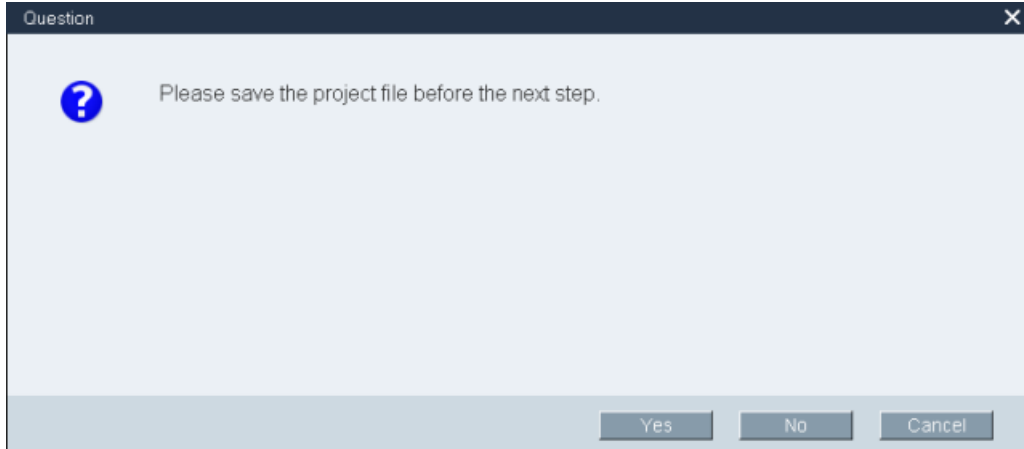 Question
Please save the project file before the next step.
Yes No Cancel